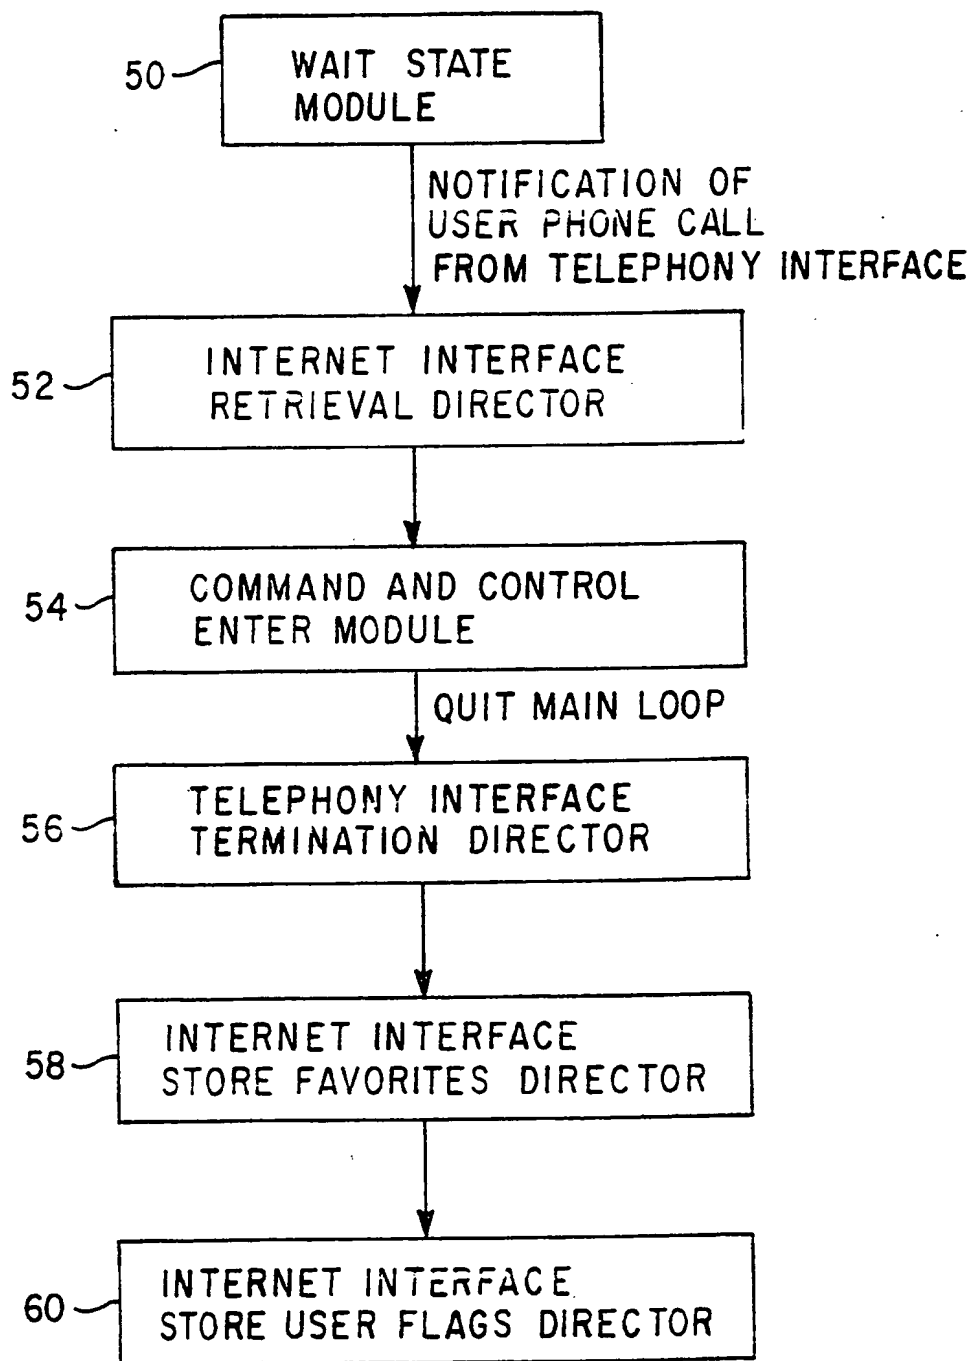 50
WAIT STATE
MODULE
NOTIFICATION OF
USER PHONE CALL
FROM TELEPHONY INTERFACE
52
INTERNET INTERFACE
RETRIEVAL DIRECTOR
54
COMMAND AND CONTROL
ENTER MODULE
QUIT MAIN LOOP
56
TELEPHONY INTERFACE
TERMINATION DIRECTOR
58
INTERNET INTERFACE
STORE FAVORITES DIRECTOR
60
INTERNET INTERFACE
STORE USER FLAGS DIRECTOR